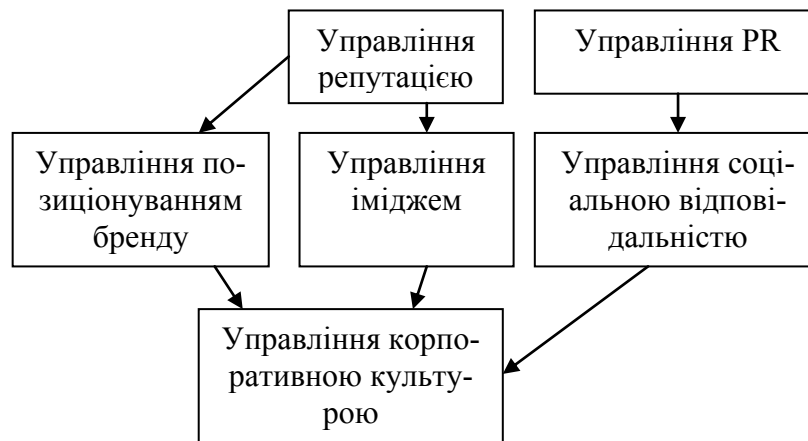 Управління
репутацією
Управління PR
Управління по-
зиціонуванням
бренду
Управління
іміджем
Управління соці-
альною відпові-
дальністю
Управління корпо-
ративною культу-
рою